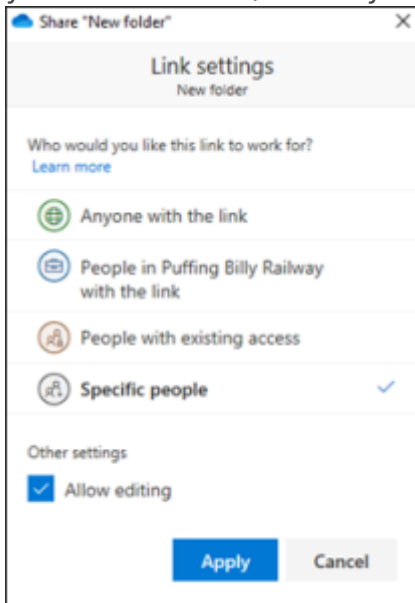 Share "New folder"
Link settings
New folder
Who would you like this link to work for?
Learn more
Anyone with the link
People in Puffing Billy Railway
with the link
People with existing access
Specific people
Other settings
Allow editing
Apply Cancel